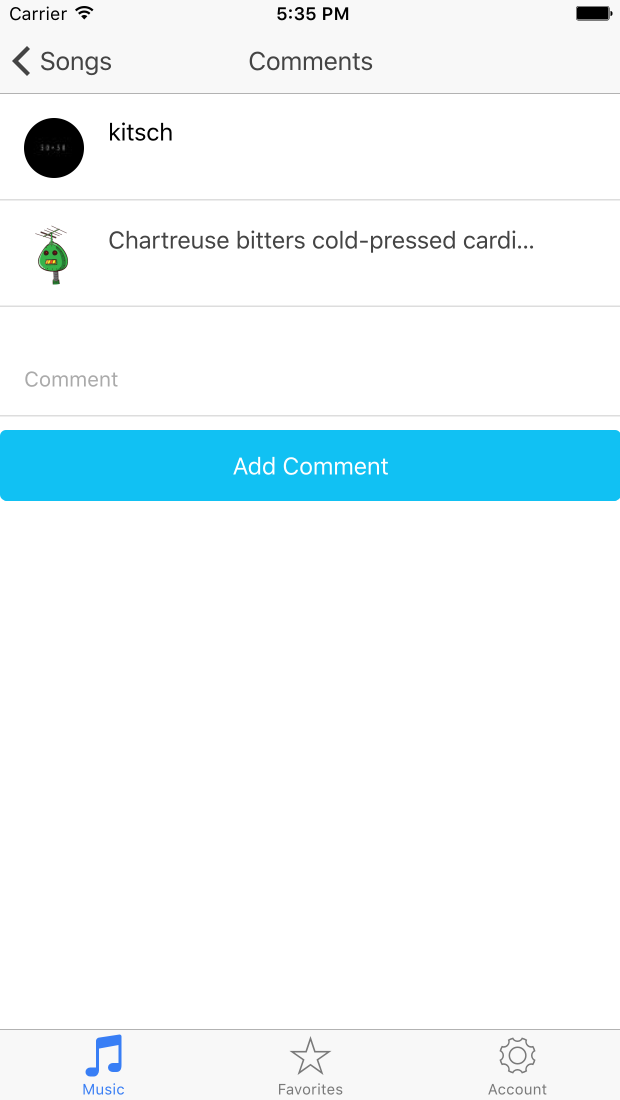 Carrier 5:35 PM
Songs Comments
kitsch
Chartreuse bitters cold-pressed cardi...
Comment
Add Comment
Music Favorites Account